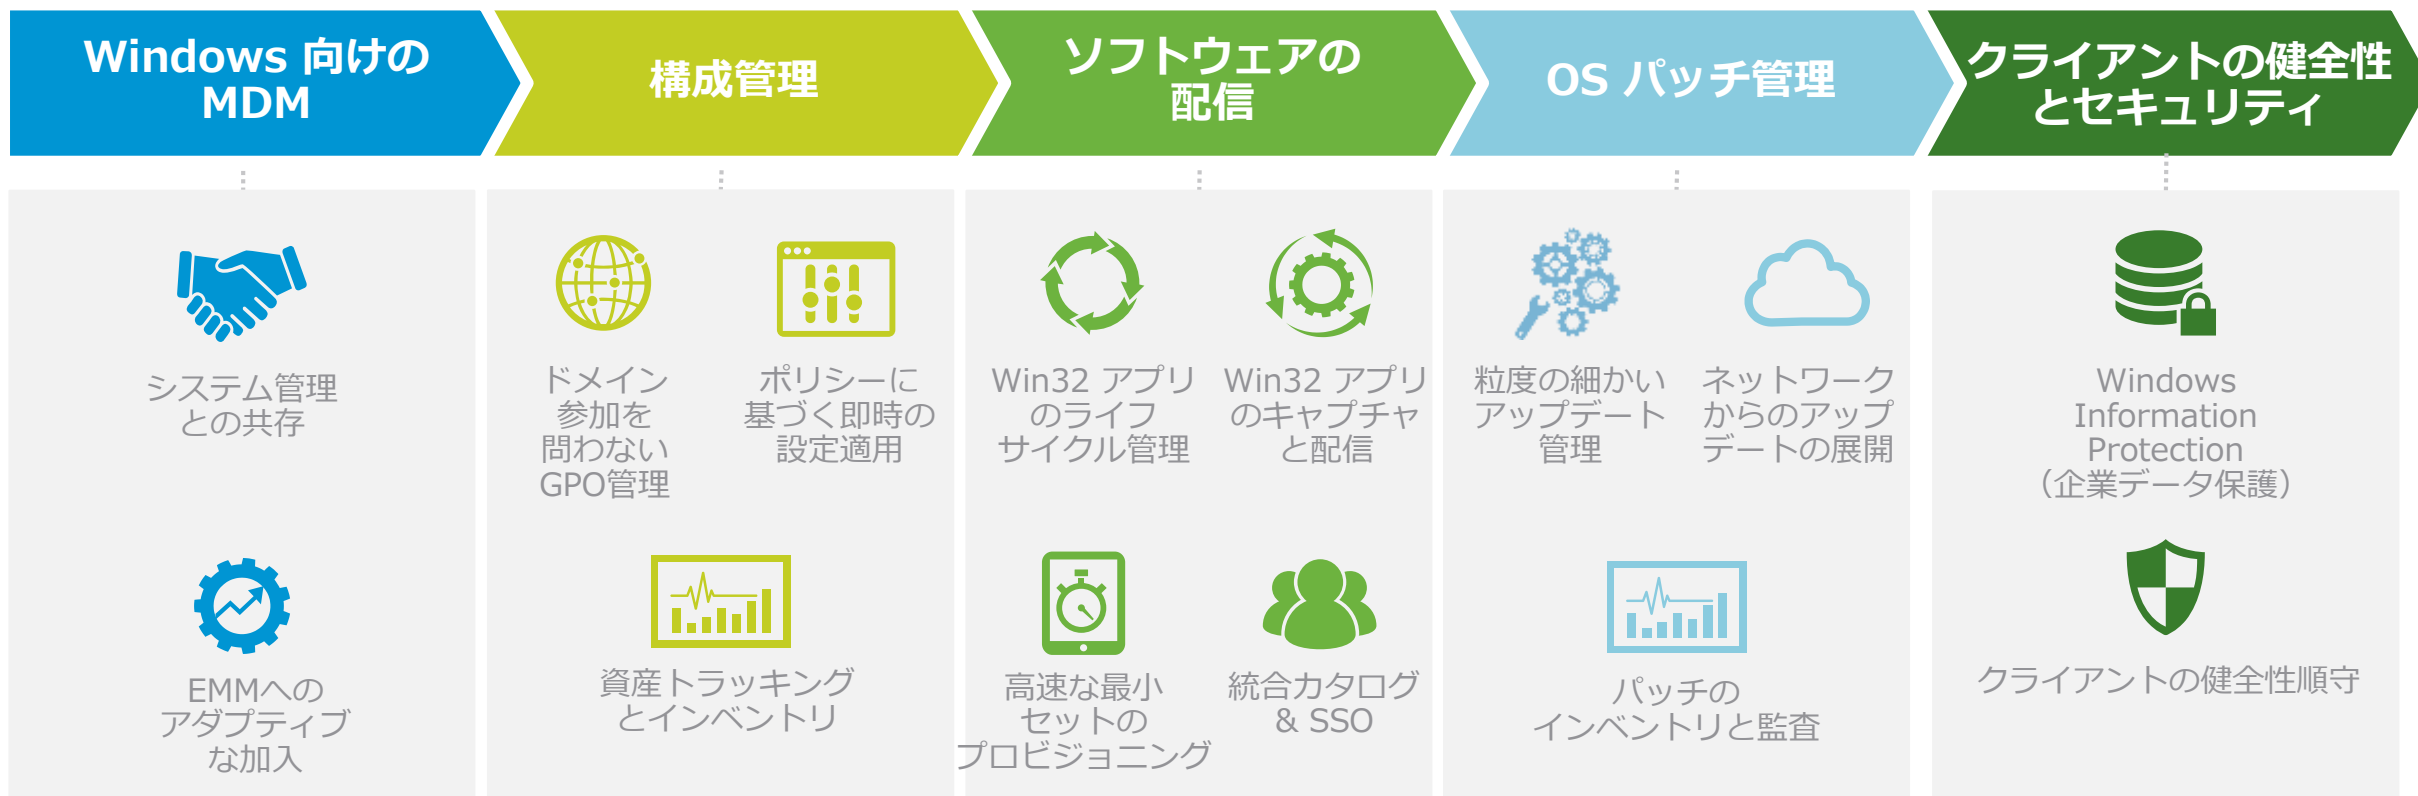 Windows 向けの
MDM
構成管理
ソフトウェアの
配信
OS パッチ管理
クライアントの健全性
とセキュリティ
システム管理
との共存
EMMへの
アダプティブ
な加入
ドメイン
参加を
問わない
GPO管理
ポリシーに
基づく即時の
設定適用
資産トラッキング
とインベントリ
Win32 アプリ
のライフ
サイクル管理
Win32 アプリ
のキャプチャ
と配信
高速な最小
セットの
プロビジョニング
統合カタログ
& SSO
粒度の細かい
アップデート
管理
ネットワーク
からのアップ
デートの展開
パッチの
インベントリと監査
Windows
Information
Protection
（企業データ保護）
クライアントの健全性順守